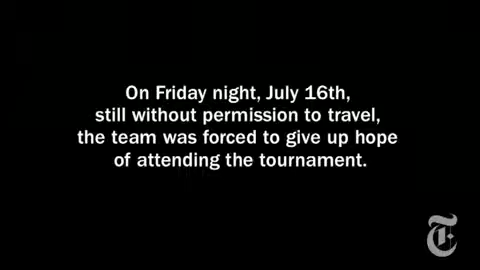 On Friday night, July 16th,
still without permission to travel,
the team was forced to give up hope
of attending the tournament.